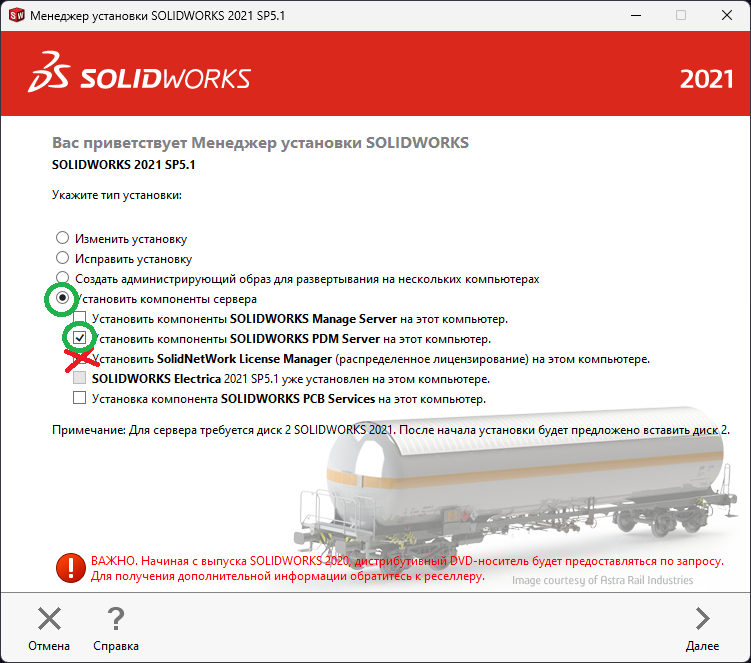 Менеджер установки SOLIDWORKS 2021 SP5.1
SOLIDWORKS
2021
Вас приветствует Менеджер установки SOLIDWORKS
SOLIDWORKS 2021 SP5.1
Укажите тип установки:
Изменить установку
Исправить установку
Создать администрирующий образ для развертывания на нескольких компьютерах
Установить компоненты сервера
Установить компоненты SOLIDWORKS Manage Server на этот компьютер.
Установить компоненты SOLIDWORKS PDM Server на этот компьютер.
Установить SolidNetWork License Manager (распределенное лицензирование) на этом компьютере.
SOLIDWORKS Electrica 2021 SP5.1 уже установлен на этом компьютере.
Установка компонента SOLIDWORKS PCB Services на этот компьютер.
Примечание: Для сервера требуется диск 2 SOLIDWORKS 2021. После начала установки будет предложено вставить диск 2.
ВАЖНО. Начиная с выпуска SOLIDWORKS 2020, дистрибутивный DVD-носитель будет предоставляться по запросу.
Для получения дополнительной информации обратитесь к реселлеру.
Image courtesy of Astra Rail Industries
Отмена
Справка
Далее